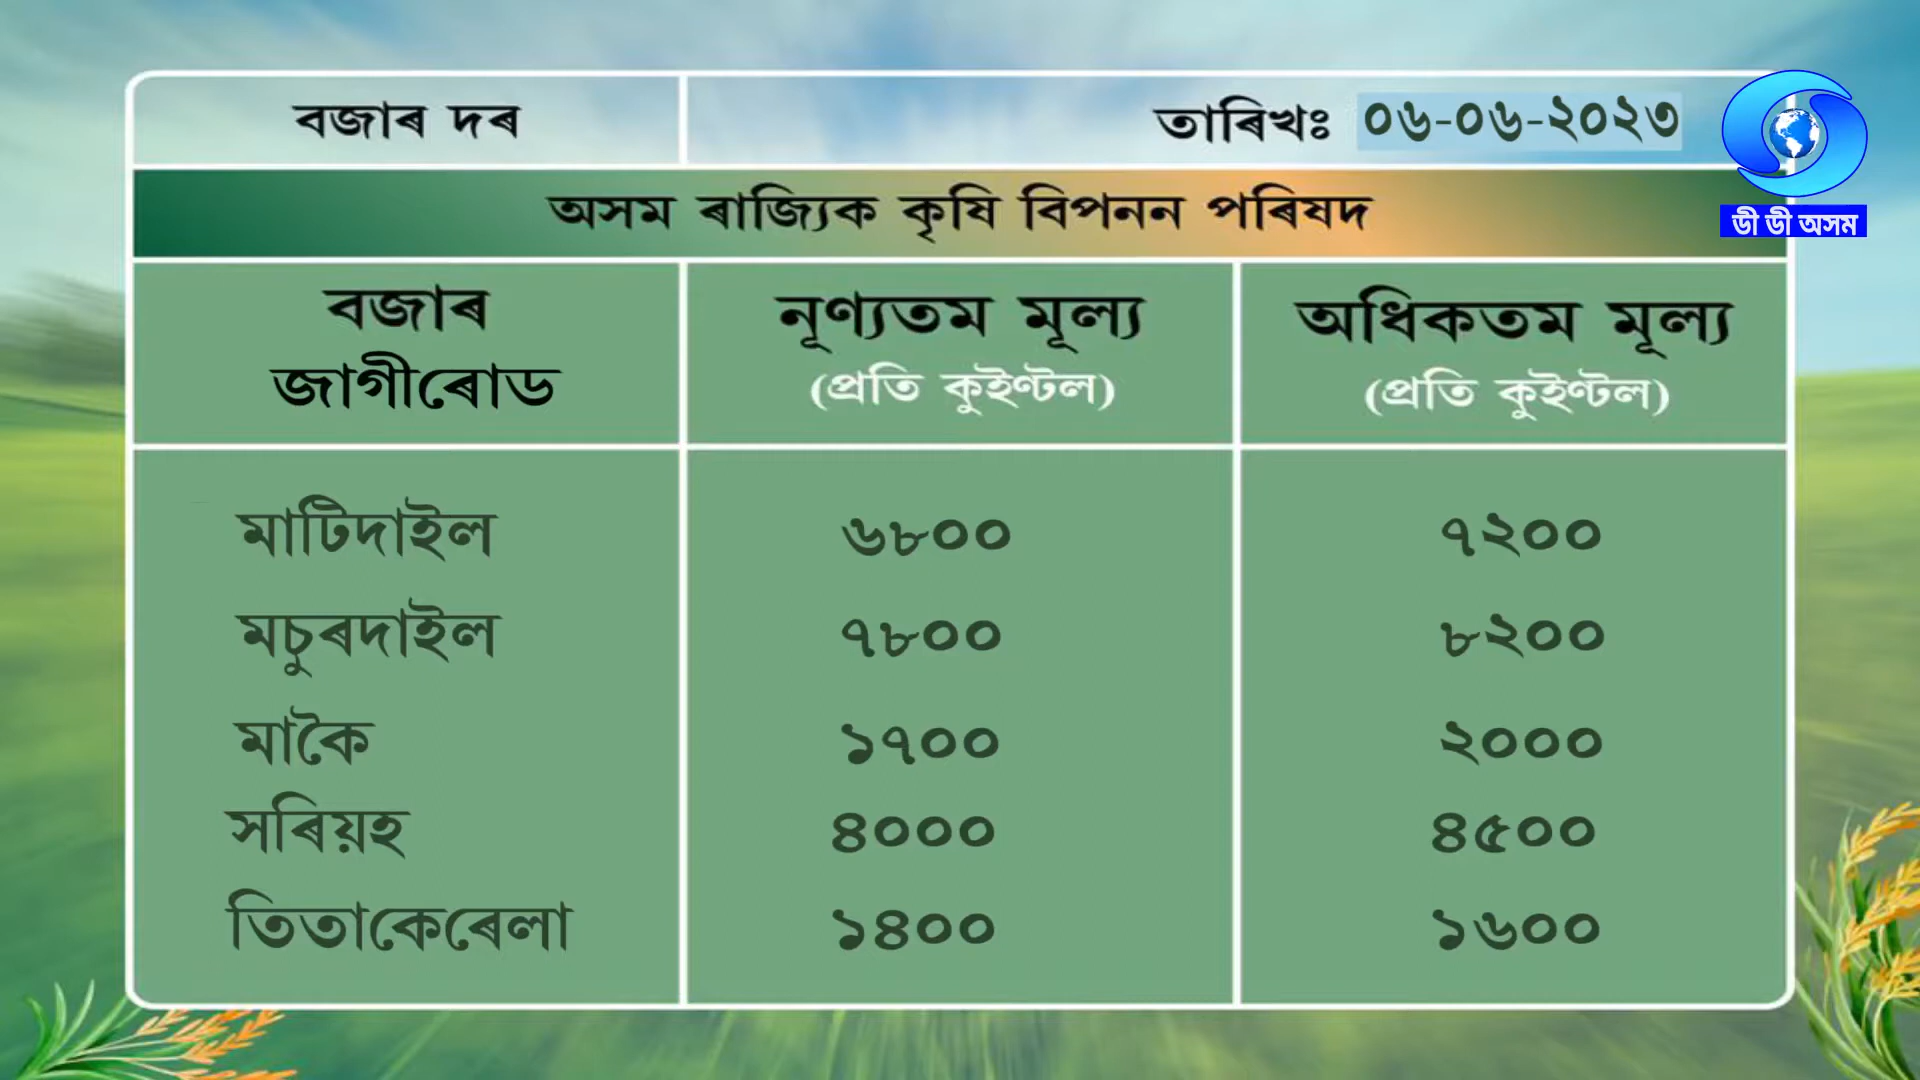 বজাৰ দৰ
তাৰিখঃ ০৬-০৬-২০২৩
ডী ডী অসম
অসম ৰাজ্যিক কৃষি বিপনন পৰিষদ
বজাৰ
জাগীৰোড
নূণ্যতম মূল্য
(প্ৰতি কুইণ্টল)
অধিকতম মূল্য
(প্ৰতি কুইণ্টল)
মাটিদাইল ৬৮০০ ৭২০০
মচুৰদাইল ৭৮০০ ৮২০০
মাকৈ ১৭০০ ২০০০
সৰিয়হ ৪০০০ ৪৫০০
তিতাকেৰেলা ১৪০০ ১৬০০